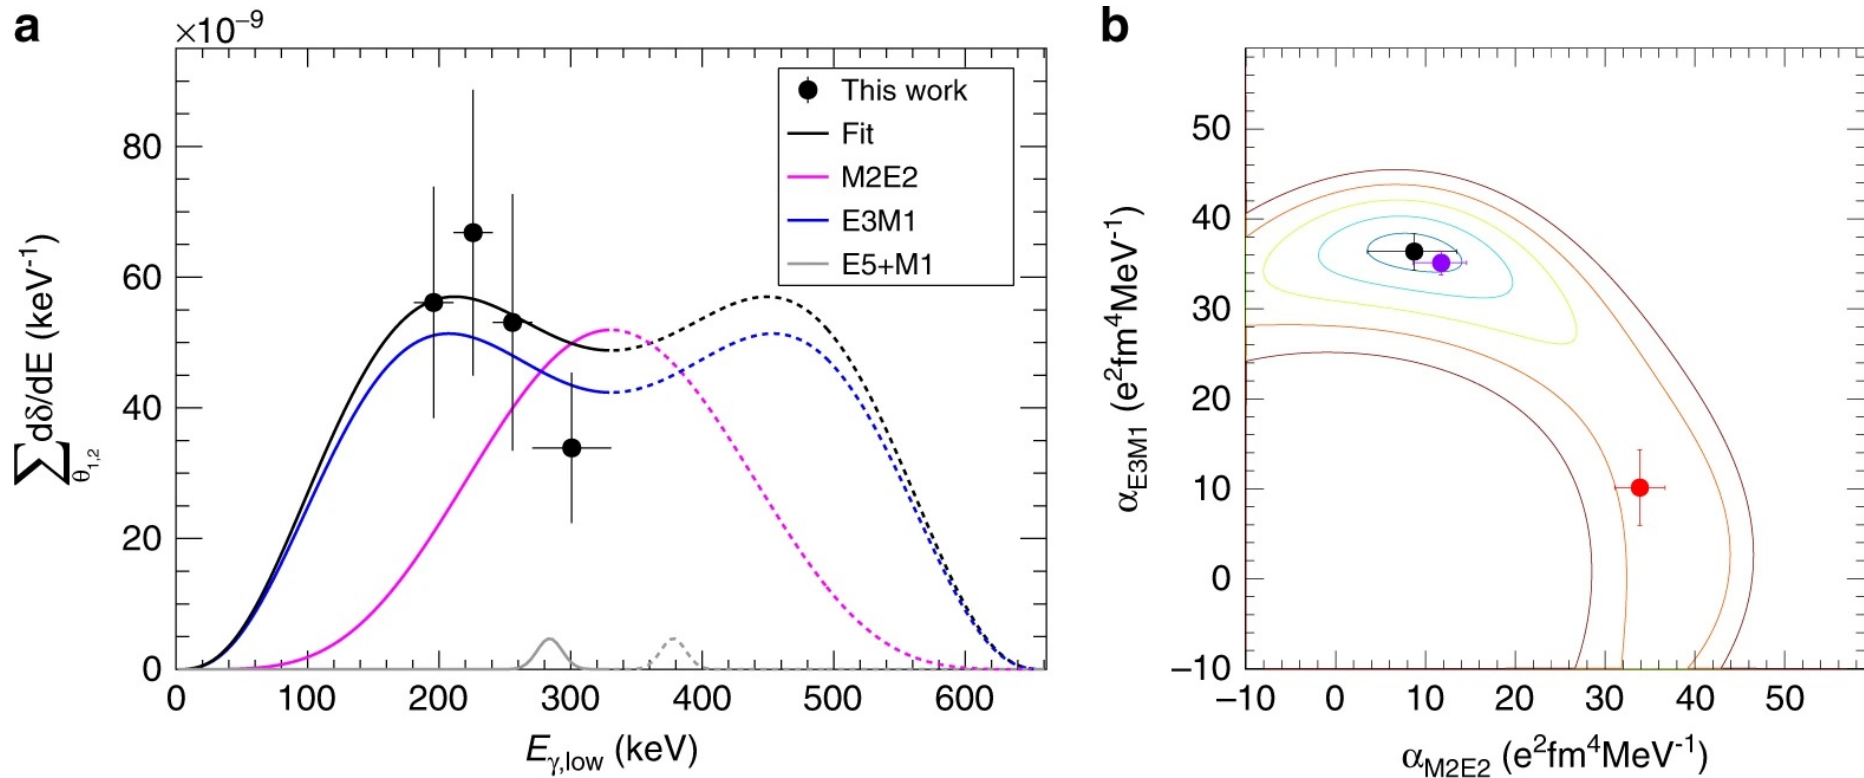 a
×10⁻⁹
80
60
40
20
0
0 100 200 300 400 500 600
∑θ₁,₂ dδ/dE (keV⁻¹)
Eγ,low (keV)
This work
Fit
M2E2
E3M1
E5+M1
b
50
40
30
20
10
0
−10
−10 0 10 20 30 40 50
αE3M1 (e²fm⁴MeV⁻¹)
αM2E2 (e²fm⁴MeV⁻¹)